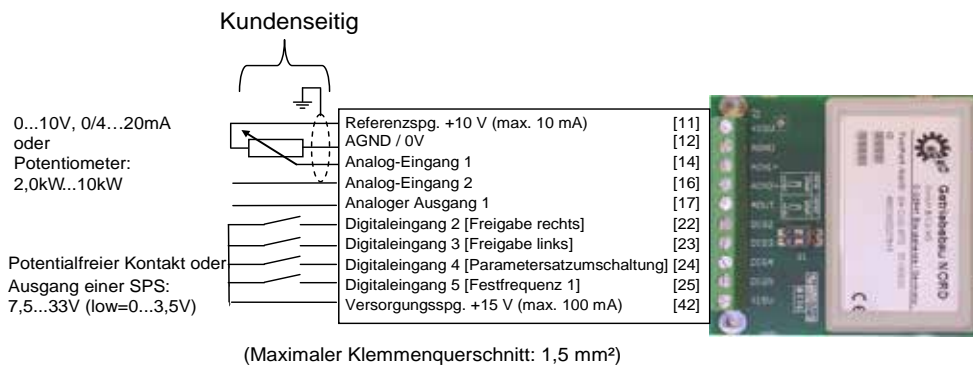 Kundenseitig
0...10V, 0/4...20mA
oder
Potentiometer:
2,0kW...10kW
Potentialfreier Kontakt oder
Ausgang einer SPS:
7,5...33V (low=0...3,5V)
Referenzspg. +10 V (max. 10 mA) [11]
AGND / 0V [12]
Analog-Eingang 1 [14]
Analog-Eingang 2 [16]
Analoger Ausgang 1 [17]
Digitaleingang 2 [Freigabe rechts] [22]
Digitaleingang 3 [Freigabe links] [23]
Digitaleingang 4 [Parametersatzumschaltung] [24]
Digitaleingang 5 [Festfrequenz 1] [25]
Versorgungsspg. +15 V (max. 100 mA) [42]
(Maximaler Klemmenquerschnitt: 1,5 mm²)
Getriebebau NORD
CE